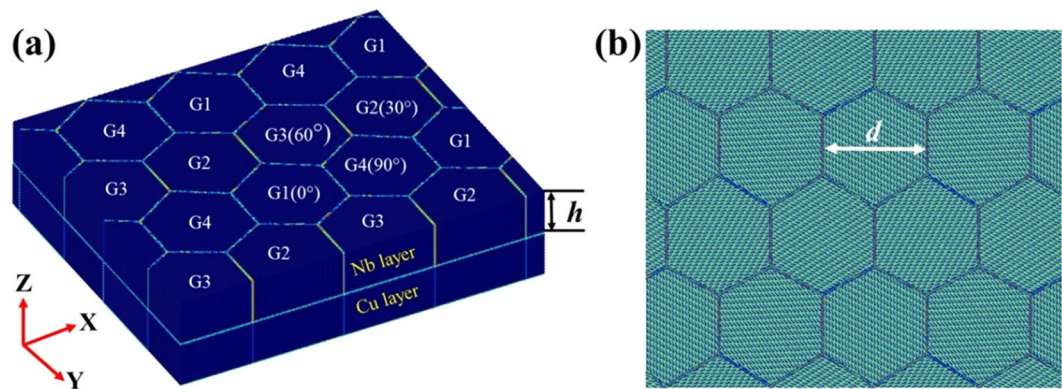 (a)
G1
G4
G1
G2(30°)
G4
G3(60°)
G1
G2
G4(90°)
G3
G1(0°)
G2
G4
G3
G2
G3
Nb layer
Cu layer
h
Z
X
Y
(b)
d